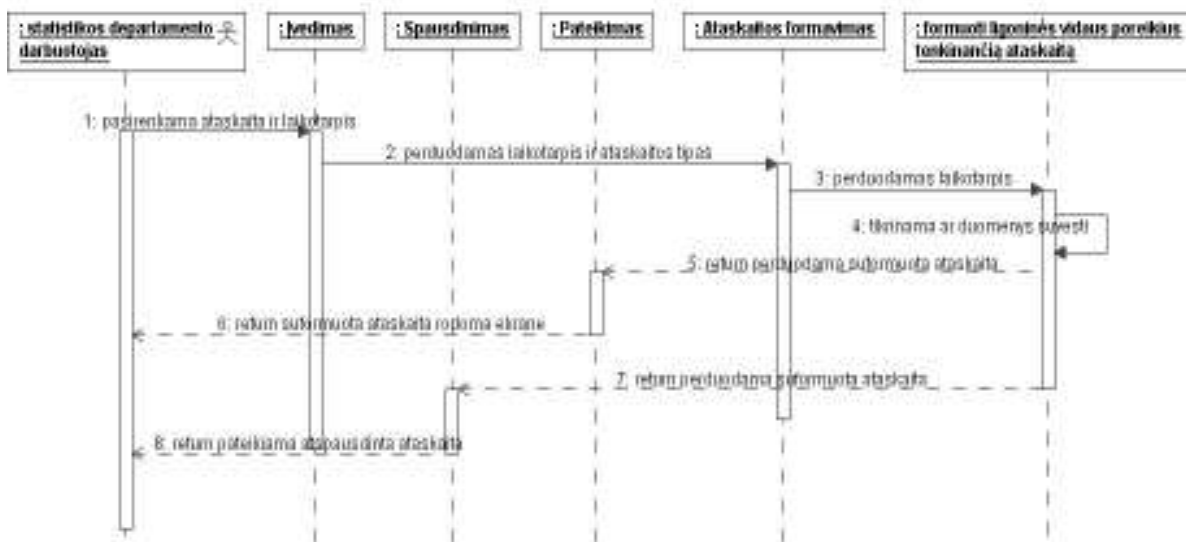 : statistikos departamento
darbuotojas
: Įvedimas
: Spausdinimas
: Pateikimas
: Ataskaitos formavimas
: formuoti ligoninės vidaus poreikius
tenkinančią ataskaitą
1: pasirenkama ataskaita ir laikotarpis
2: perduodamas laikotarpis ir ataskaitos tipas
3: perduodamas laikotarpis
4: tikrinama ar duomenys suvesti
5: return perduodama suformuota ataskaita
6: return suformuota ataskaita rodoma ekrane
7: return perduodama suformuota ataskaita
8: return pateikiama atspausdinta ataskaita